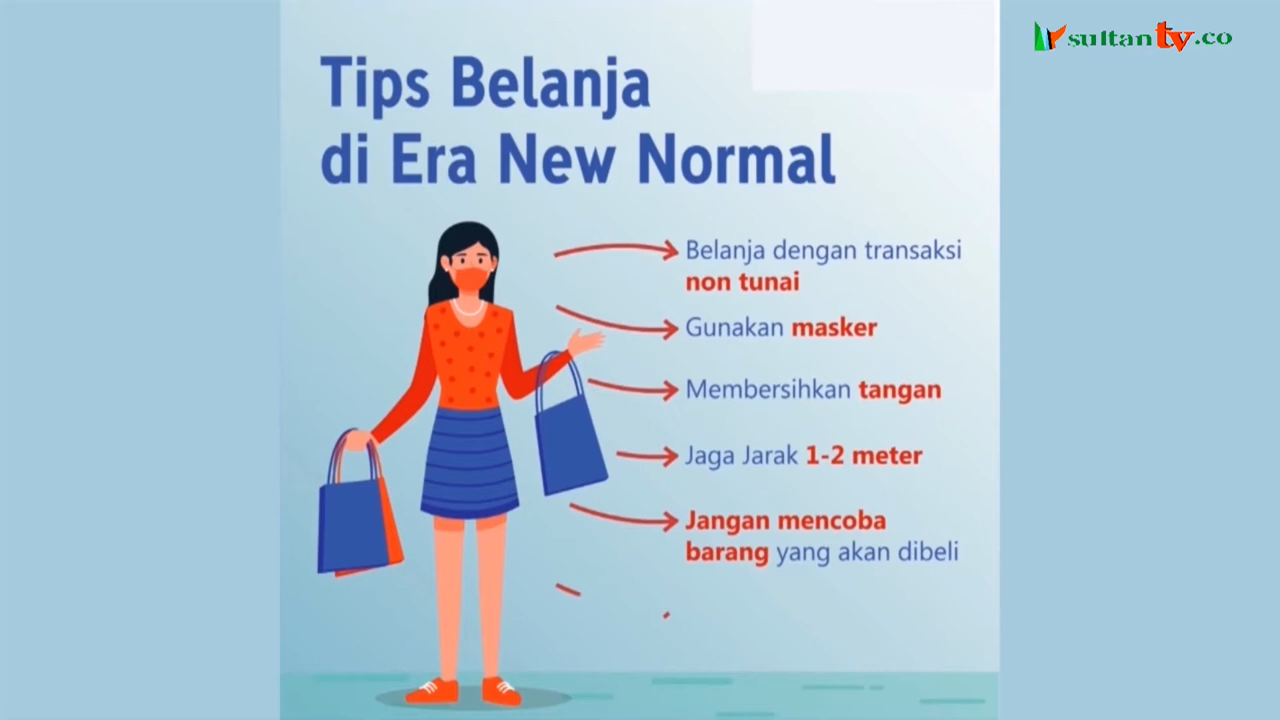 sultantv.co
Tips Belanja
di Era New Normal
Belanja dengan transaksi
non tunai
Gunakan masker
Membersihkan tangan
Jaga Jarak 1-2 meter
Jangan mencoba
barang yang akan dibeli